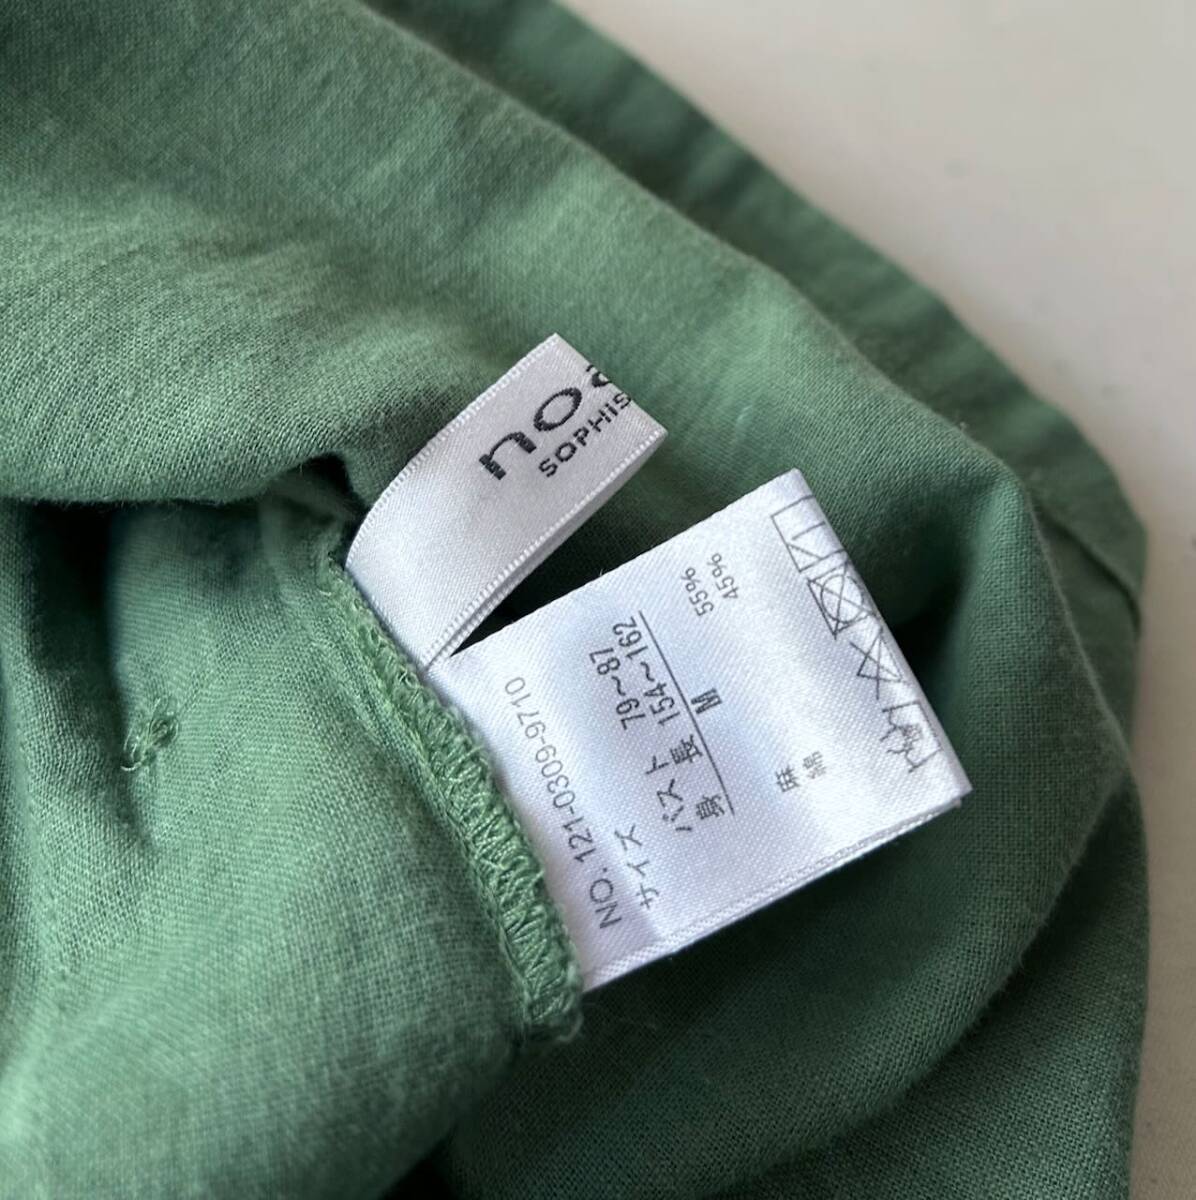 noa
SOPHIS
NO. 121-0309-9710
サイズ
バスト 79~87
身長 154~162
M
麻 55%
綿 45%